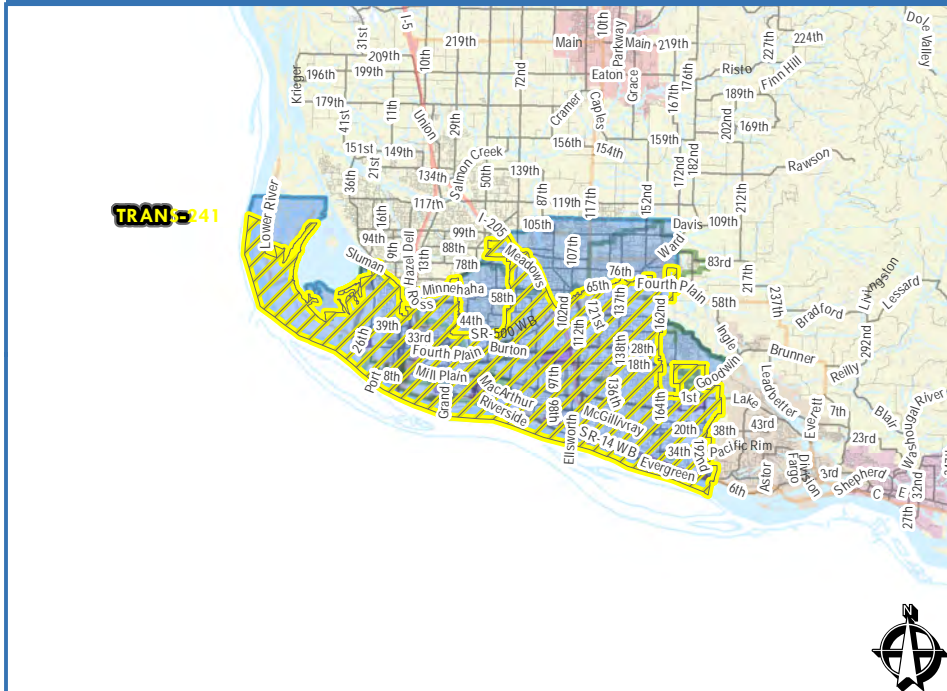 219th
Main
10th
Parkway
Main
219th
227th
224th
Dole Valley
31st
I-5
10th
209th
72nd
176th
Finn Hill
Krieger
196th
199th
Eaton
Grace
Risto
179th
41st
11th
Union
29th
Cramer
Caples
167th
189th
202nd
169th
151st
149th
Salmon Creek
156th
154th
159th
36th
21st
134th
50th
139th
172nd
182nd
Rawson
Lower River
117th
87th
119th
117th
152nd
212th
16th
I-205
105th
Davis
109th
TRANS-241
94th
9th
Hazel Dell
13th
99th
88th
107th
Ward
Sluman
78th
Meadows
76th
83rd
Ross
Minnehaha
58th
65th
137th
Fourth Plain
58th
217th
237th
Livingston
Lessard
Bradford
26th
39th
33rd
44th
SR-500 WB
102nd
112th
121st
162nd
292nd
Fourth Plain
Burton
138th
28th
18th
Ingle
Goodwin
Brunner
Reilly
Port
8th
Mill Plain
MacArthur
97th
136th
164th
1st
Lake
Leadbetter
Everett
7th
Blair
Washougal River
Grand
Riverside
98th
Ellsworth
McGillivray
20th
38th
43rd
23rd
SR-14 WB
34th
192nd
Pacific Rim
Evergreen
6th
Astor
Fargo
Division
3rd
Shepherd
C
E
32nd
27th
N